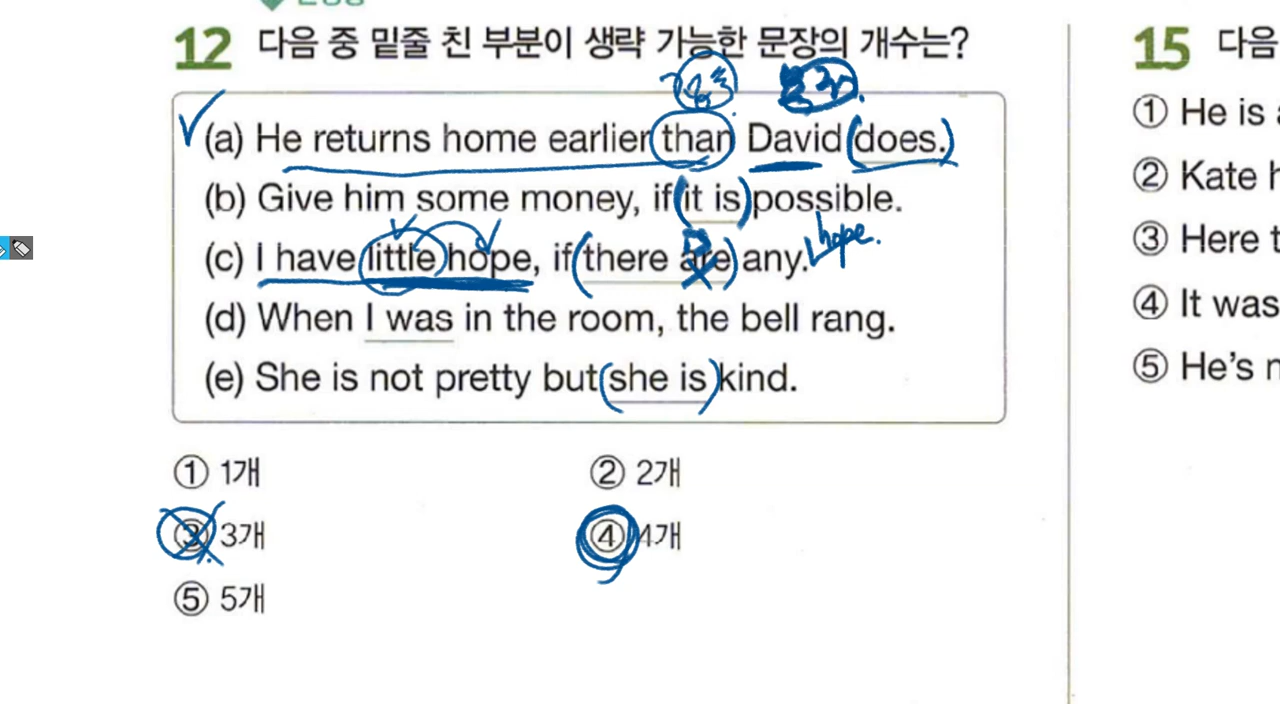 12 다음 중 밑줄 친 부분이 생략 가능한 문장의 개수는?
(a) He returns home earlier than David does.
(b) Give him some money, if it is possible.
(c) I have little hope, if there are any. hope.
(d) When I was in the room, the bell rang.
(e) She is not pretty but she is kind.
① 1개
② 2개
③ 3개
④ 4개
⑤ 5개
15 다음
① He is
② Kate
③ Here
④ It was
⑤ He's